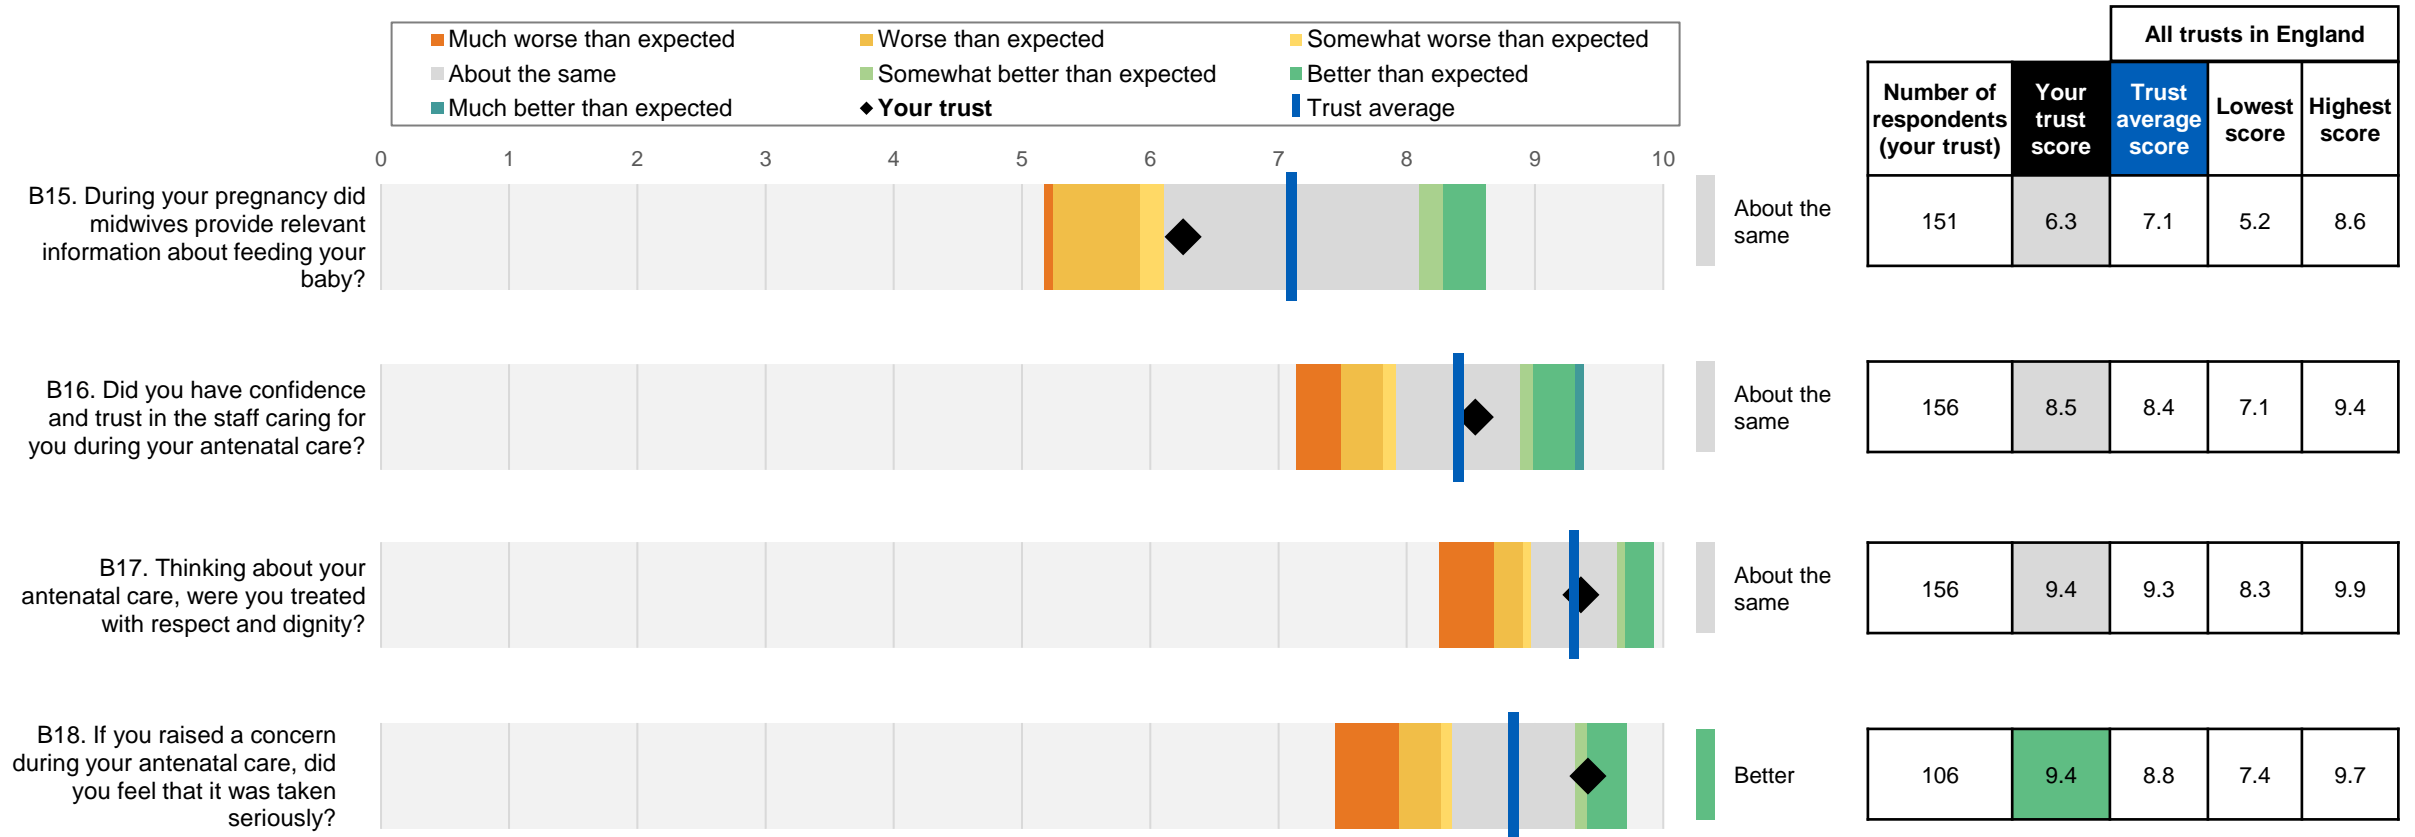 Much worse than expected
Worse than expected
Somewhat worse than expected
About the same
Somewhat better than expected
Better than expected
Much better than expected
Your trust
Trust average
All trusts in England
Number of
respondents
(your trust)
Your
trust
score
Trust
average
score
Lowest
score
Highest
score
0 1 2 3 4 5 6 7 8 9 10
B15. During your pregnancy did
midwives provide relevant
information about feeding your
baby?
About the
same
151 6.3 7.1 5.2 8.6
B16. Did you have confidence
and trust in the staff caring for
you during your antenatal care?
About the
same
156 8.5 8.4 7.1 9.4
B17. Thinking about your
antenatal care, were you treated
with respect and dignity?
About the
same
156 9.4 9.3 8.3 9.9
B18. If you raised a concern
during your antenatal care, did
you feel that it was taken
seriously?
Better
106 9.4 8.8 7.4 9.7